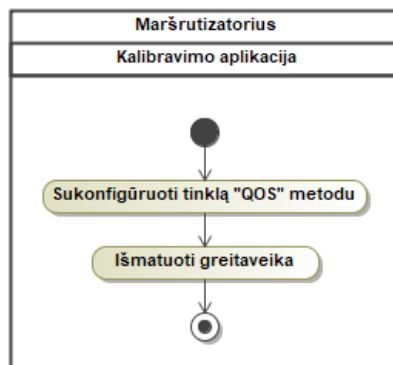 Maršrutizatorius
Kalibravimo aplikacija
Sukonfigūruoti tinklą "QOS" metodu
Išmatuoti greitaveika